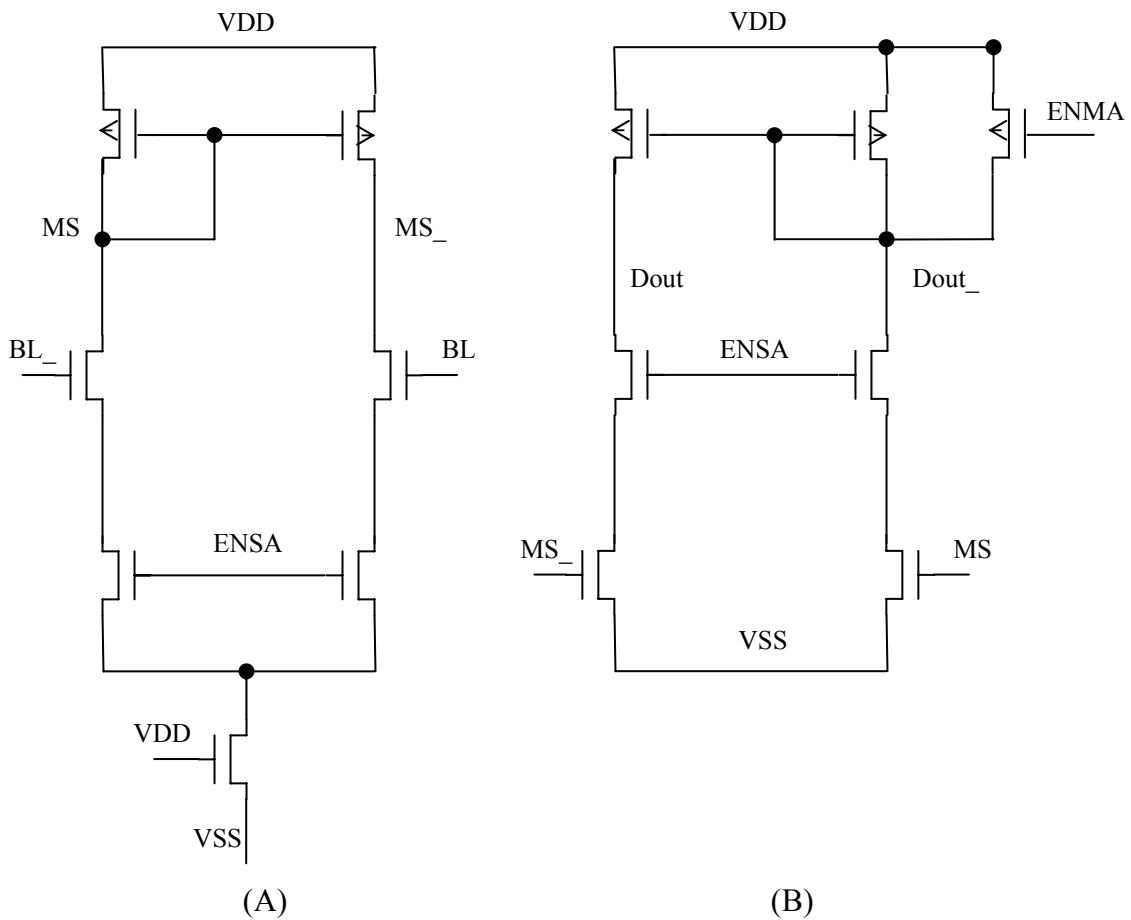 VDD
MS
MS_
BL_
BL
ENSA
VDD
VSS
(A)
VDD
ENMA
Dout
Dout_
ENSA
MS_
MS
VSS
(B)